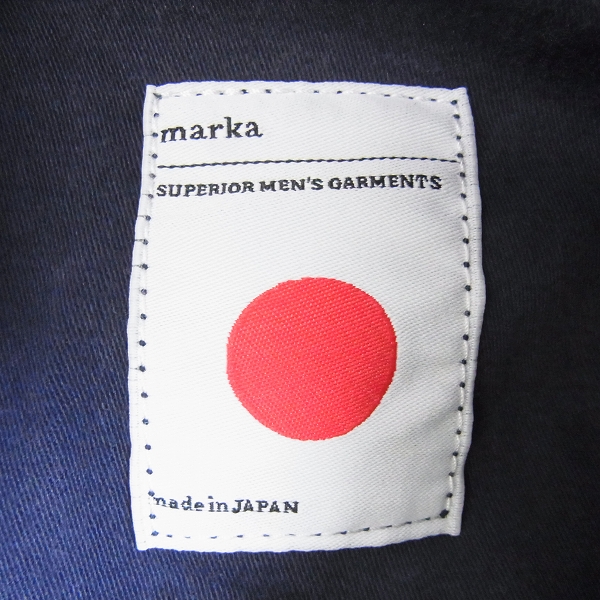 marka
SUPERIOR MEN'S GARMENTS
made in JAPAN